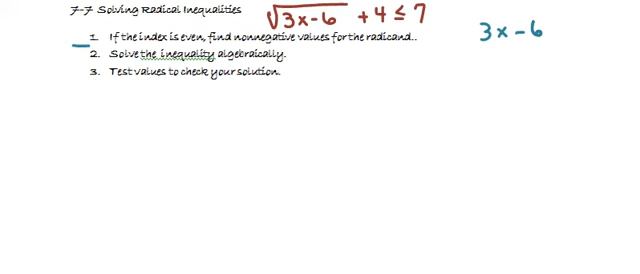 7-7 Solving Radical Inequalities
√3x-6 + 4 ≤ 7
3x-6
1. If the index is even, find nonnegative values for the radicand..
2. Solve the inequality algebraically.
3. Test values to check your solution.